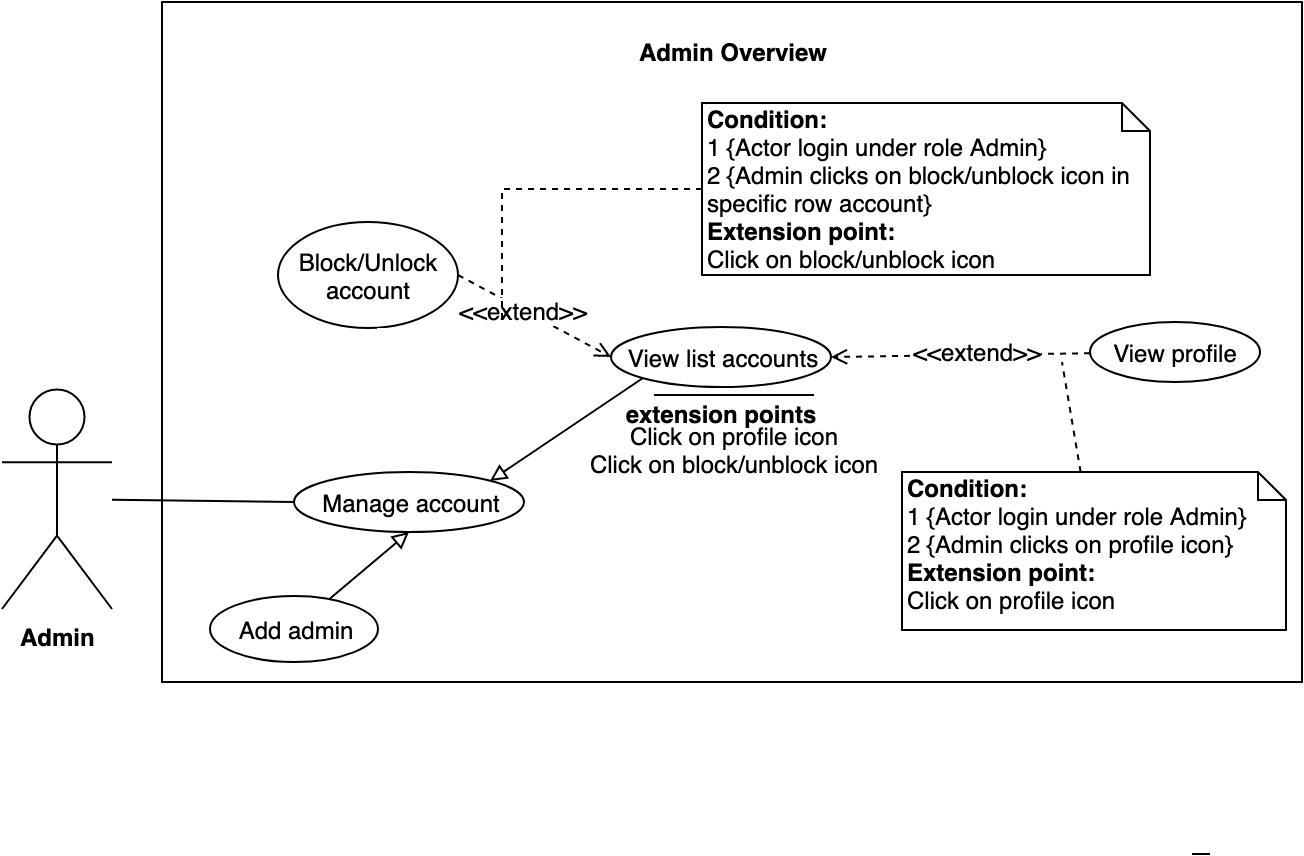 Admin Overview
Condition:
1 {Actor login under role Admin}
2 {Admin clicks on block/unblock icon in
specific row account}
Extension point:
Click on block/unblock icon
Block/Unlock
account
<<extend>>
View list accounts
<<extend>>
View profile
extension points
Click on profile icon
Click on block/unblock icon
Manage account
Condition:
1 {Actor login under role Admin}
2 {Admin clicks on profile icon}
Extension point:
Click on profile icon
Add admin
Admin